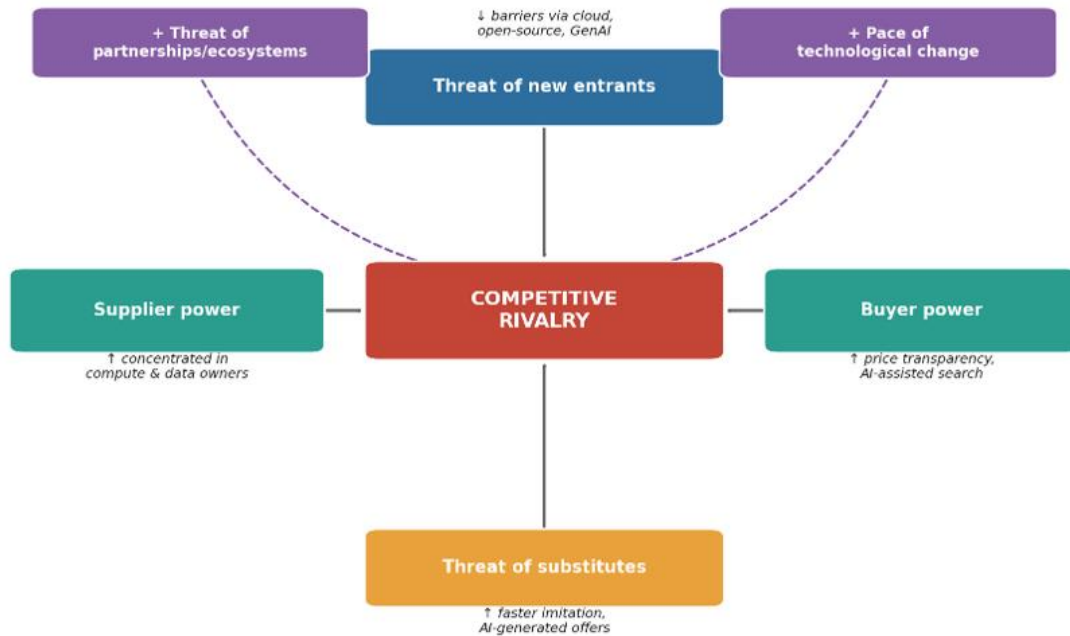 + Threat of
partnerships/ecosystems
↓ barriers via cloud,
open-source, GenAI
+ Pace of
technological change
Threat of new entrants
Supplier power
↑ concentrated in
compute & data owners
COMPETITIVE
RIVALRY
Buyer power
↑ price transparency,
AI-assisted search
Threat of substitutes
↑ faster imitation,
AI-generated offers